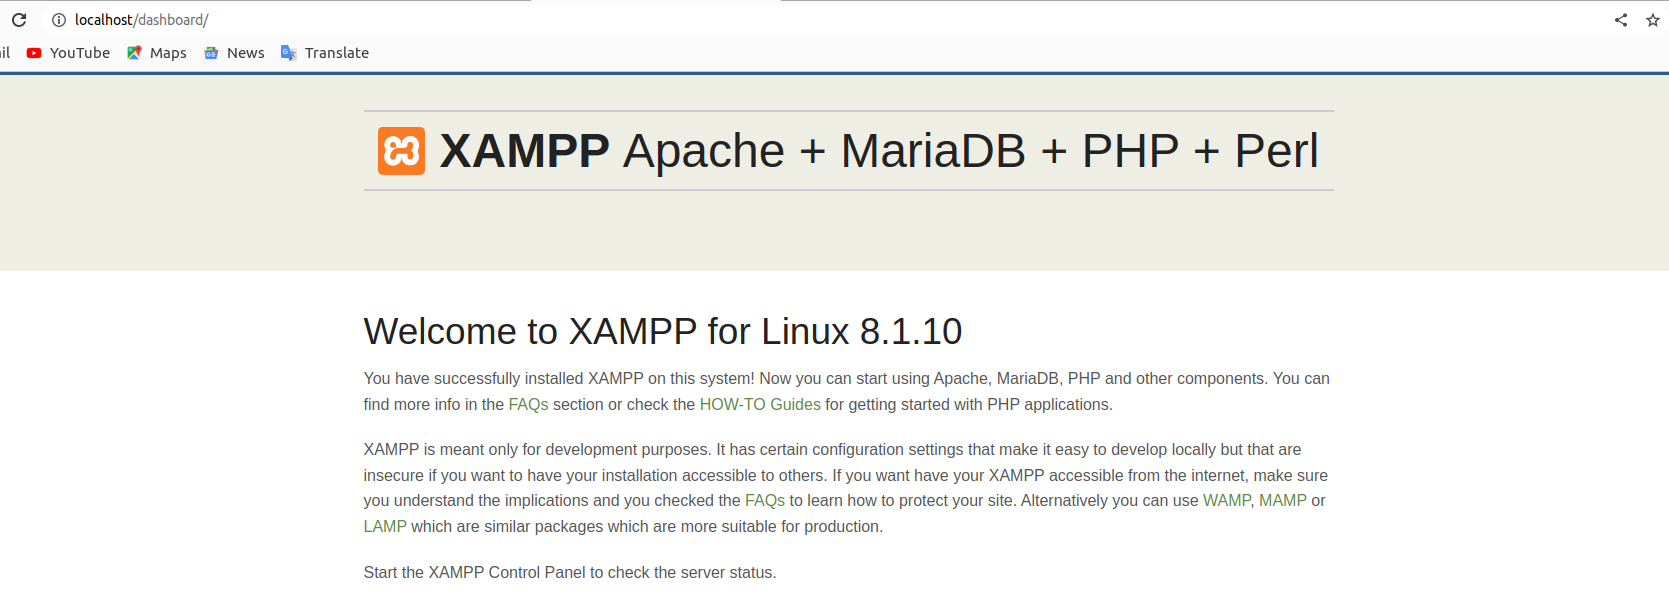 localhost/dashboard/
il YouTube Maps News Translate
XAMPP Apache + MariaDB + PHP + Perl
Welcome to XAMPP for Linux 8.1.10
You have successfully installed XAMPP on this system! Now you can start using Apache, MariaDB, PHP and other components. You can
find more info in the FAQs section or check the HOW-TO Guides for getting started with PHP applications.
XAMPP is meant only for development purposes. It has certain configuration settings that make it easy to develop locally but that are
insecure if you want to have your installation accessible to others. If you want have your XAMPP accessible from the internet, make sure
you understand the implications and you checked the FAQs to learn how to protect your site. Alternatively you can use WAMP, MAMP or
LAMP which are similar packages which are more suitable for production.
Start the XAMPP Control Panel to check the server status.